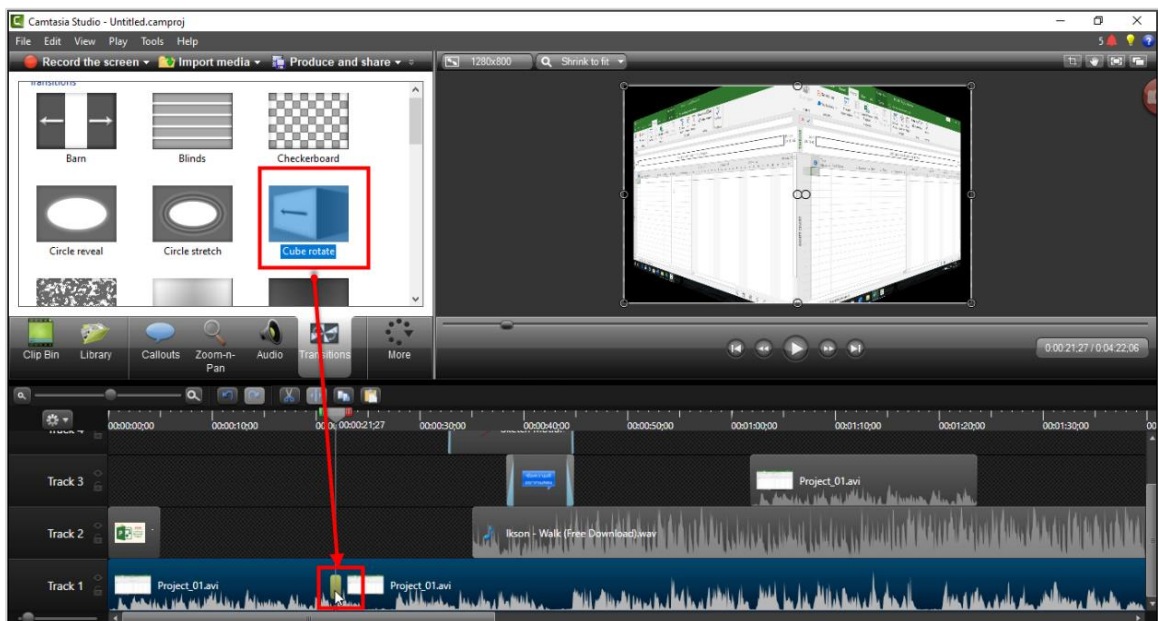 Camtasia Studio - Untitled.camproj
File Edit View Play Tools Help
5
Record the screen Import media Produce and share
1280x800 Shrink to fit
Transitions
Barn Blinds Checkerboard
Circle reveal Circle stretch Cube rotate
Clip Bin Library Callouts Zoom-n-Pan Audio Transitions More
0:00:21;27 / 0:04:22;06
00:00:00;00 00:00:10;00 00:00:21;27 00:00:30;00 00:00:40;00 00:00:50;00 00:01:00;00 00:01:10;00 00:01:20;00 00:01:30;00
Track 4
Track 3 Project_01.avi
Track 2 Ikson - Walk (Free Download).wav
Track 1 Project_01.avi Project_01.avi